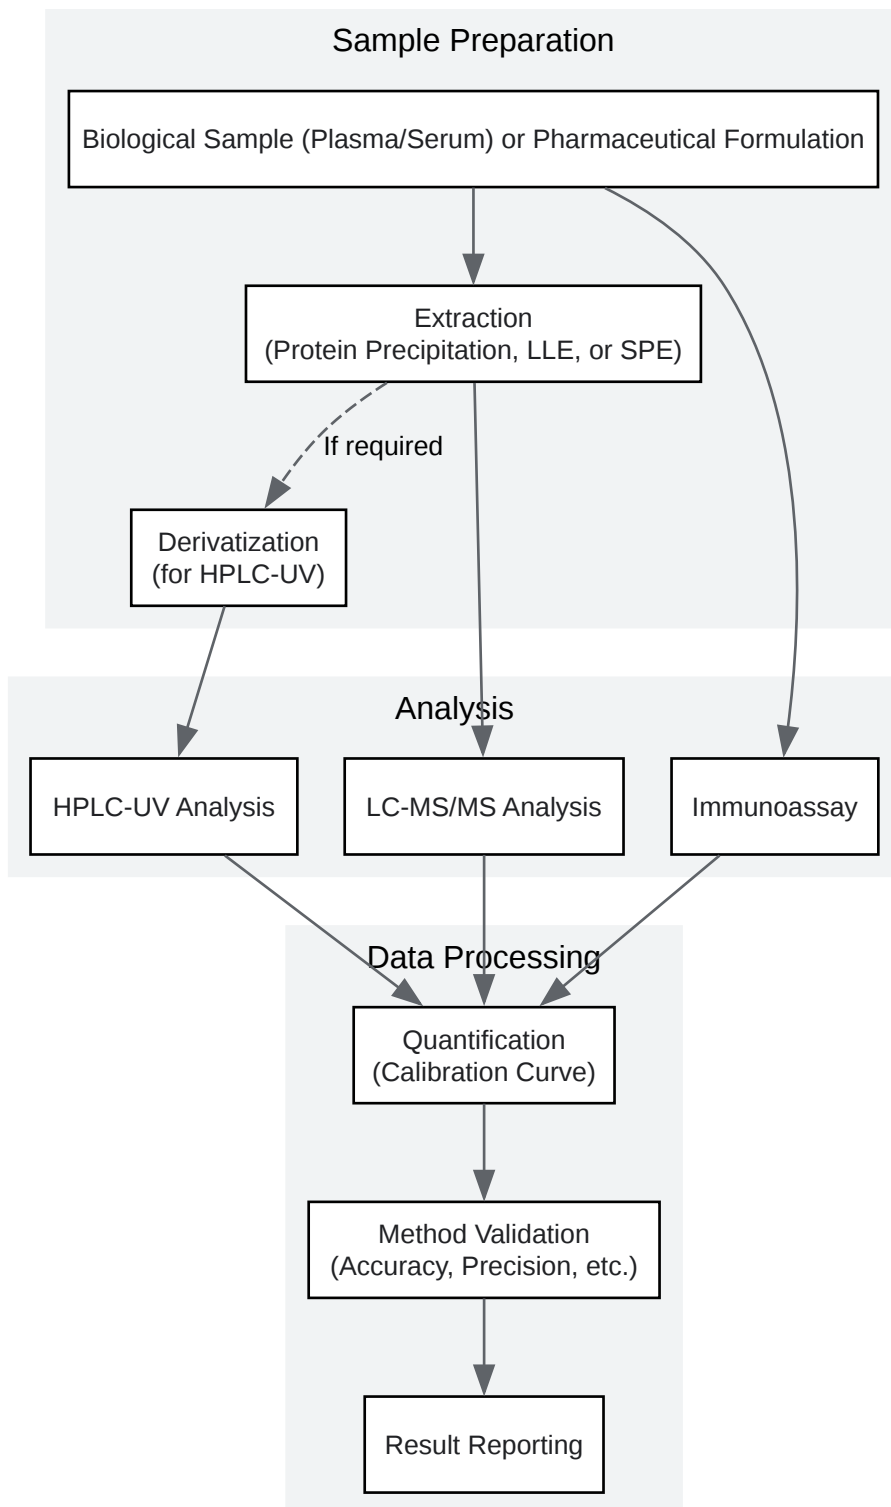 Sample Preparation
Biological Sample (Plasma/Serum) or Pharmaceutical Formulation
Extraction
(Protein Precipitation, LLE, or SPE)
If required
Derivatization
(for HPLC-UV)
Analysis
HPLC-UV Analysis
LC-MS/MS Analysis
Immunoassay
Data Processing
Quantification
(Calibration Curve)
Method Validation
(Accuracy, Precision, etc.)
Result Reporting